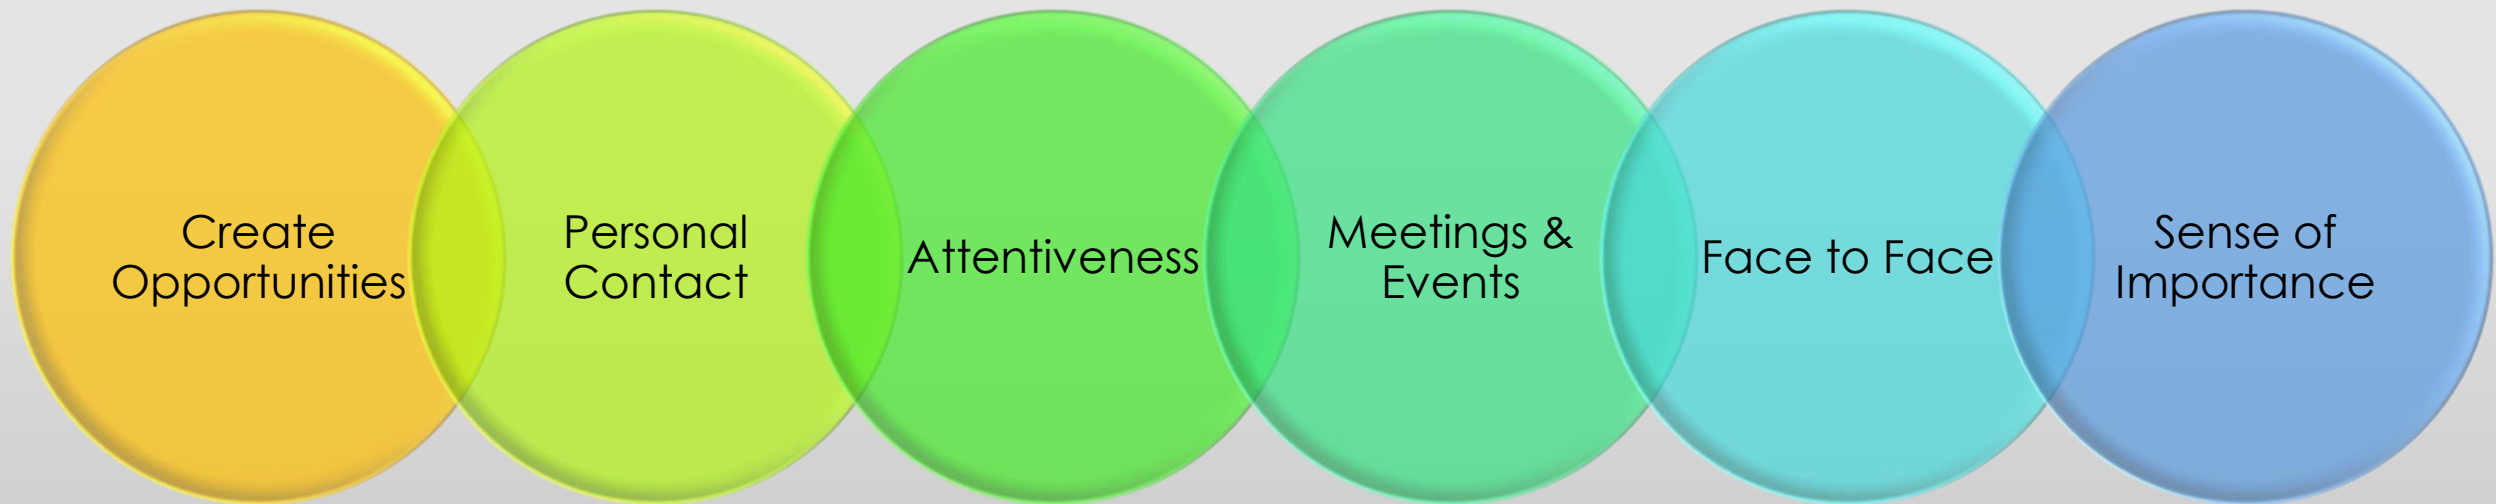 Create
Opportunities
Personal
Contact
Attentiveness
Meetings &
Events
Face to Face
Sense of
Importance